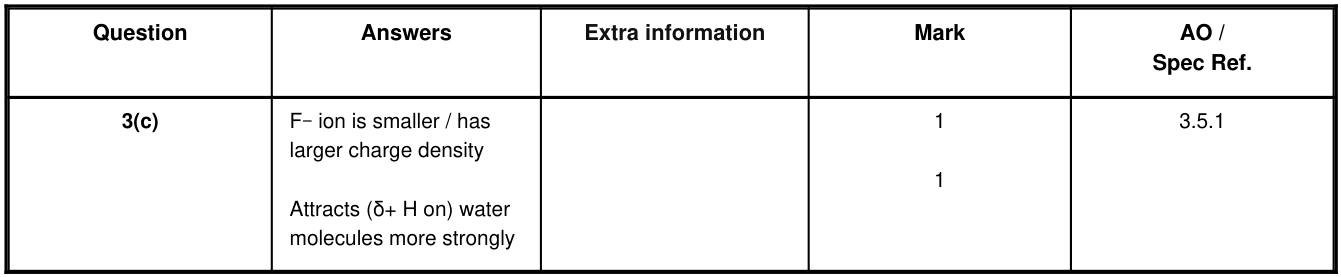 Question Answers Extra information Mark AO /
Spec Ref.
3(c) F– ion is smaller / has 1 3.5.1
larger charge density
1
Attracts (δ+ H on) water
molecules more strongly